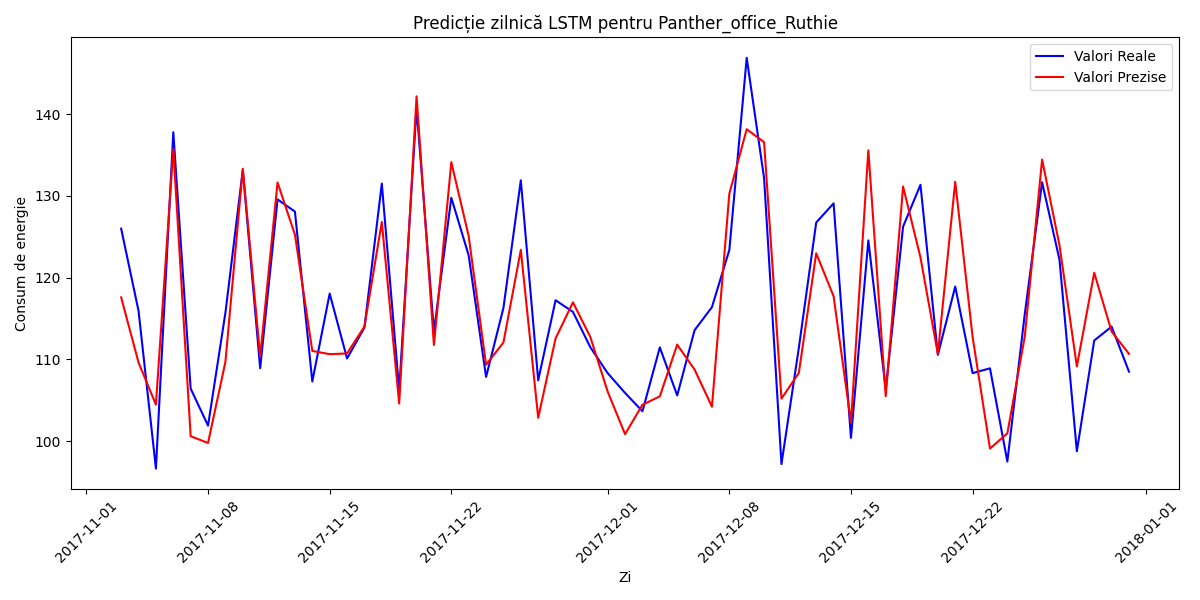 Predicție zilnică LSTM pentru Panther_office_Ruthie
Valori Reale
Valori Prezise
Consum de energie
140
130
120
110
100
2017-11-01
2017-11-08
2017-11-15
2017-11-22
2017-12-01
2017-12-08
2017-12-15
2017-12-22
2018-01-01
Zi